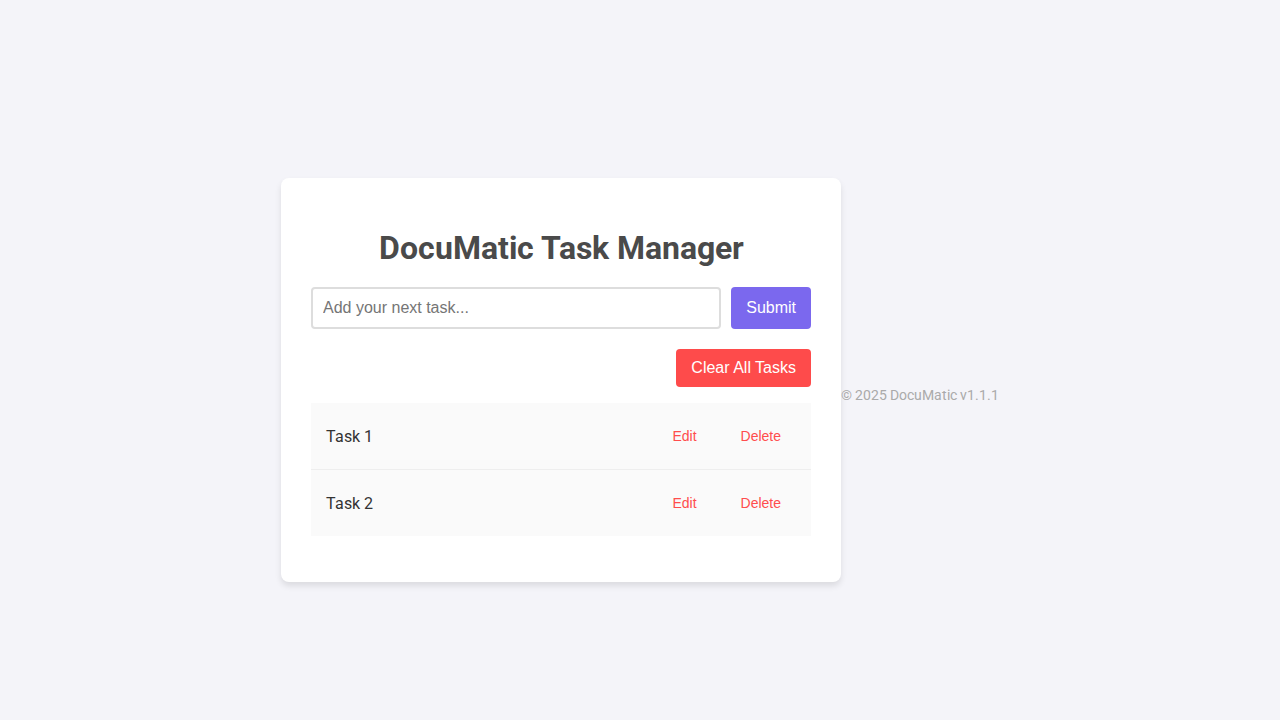 DocuMatic Task Manager
Add your next task...
Submit
Clear All Tasks
Task 1
Edit
Delete
Task 2
Edit
Delete
© 2025 DocuMatic v1.1.1